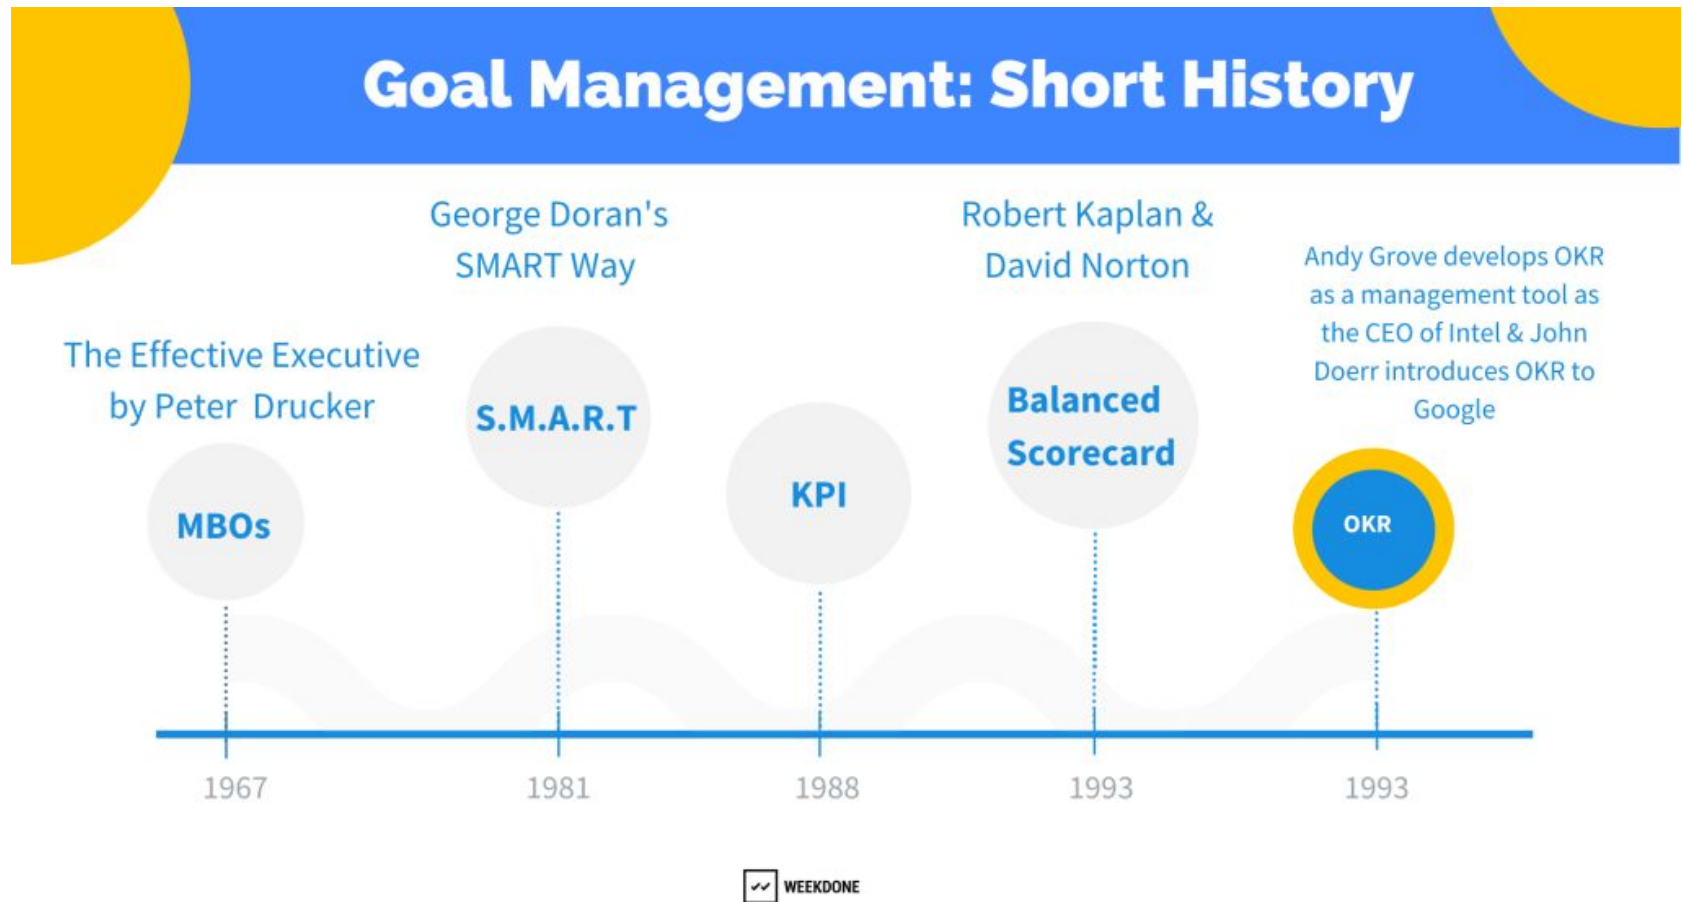 Goal Management: Short History
The Effective Executive
by Peter Drucker
MBOs
1967
George Doran's
SMART Way
S.M.A.R.T
1981
KPI
1988
Robert Kaplan &
David Norton
Balanced
Scorecard
1993
Andy Grove develops OKR
as a management tool as
the CEO of Intel & John
Doerr introduces OKR to
Google
OKR
1993
WEEKDONE